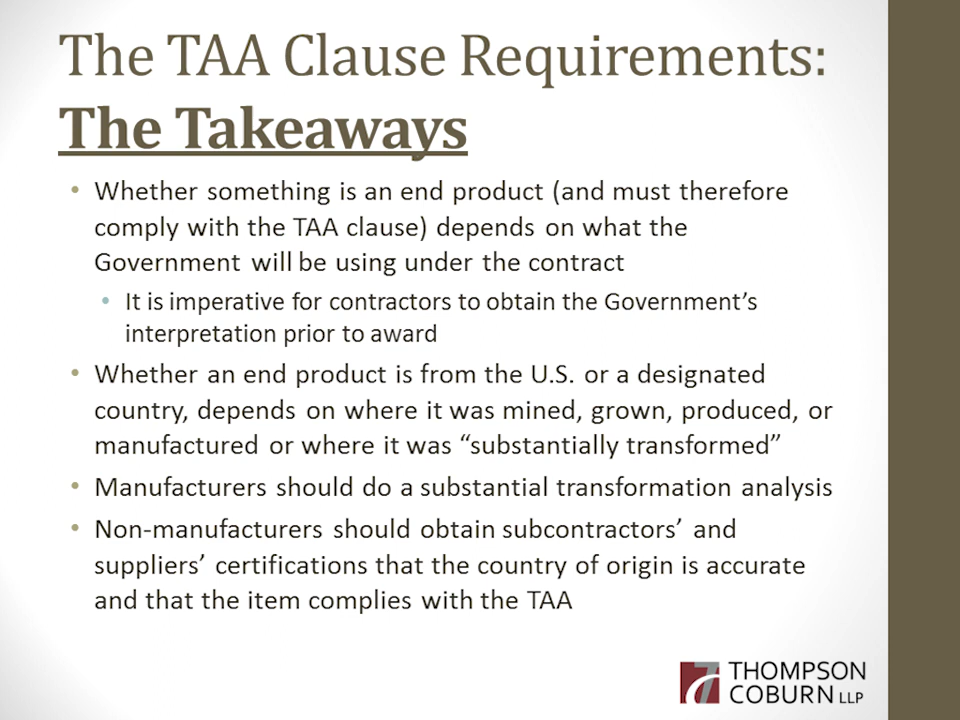 The TAA Clause Requirements:
The Takeaways
• Whether something is an end product (and must therefore
comply with the TAA clause) depends on what the
Government will be using under the contract
• It is imperative for contractors to obtain the Government’s
interpretation prior to award
• Whether an end product is from the U.S. or a designated
country, depends on where it was mined, grown, produced, or
manufactured or where it was “substantially transformed”
• Manufacturers should do a substantial transformation analysis
• Non-manufacturers should obtain subcontractors’ and
suppliers’ certifications that the country of origin is accurate
and that the item complies with the TAA
THOMPSON
COBURN LLP